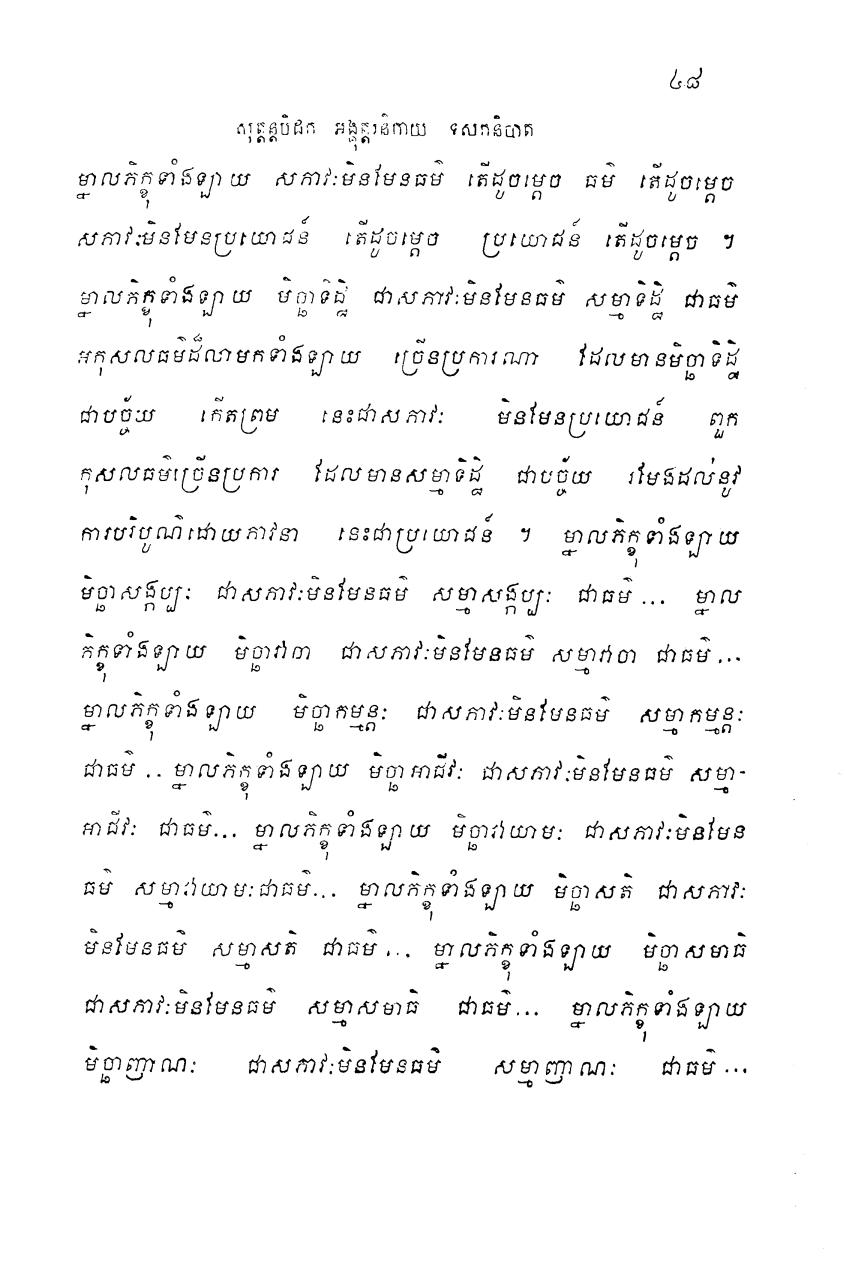 ៤៨
សុត្តន្តបិដក អង្គុត្តរនិកាយ ទសកនិបាត
ម្នាលភិក្ខុទាំងឡាយ សភាវៈមិនមែនធម៌ តើដូចម្តេច ធម៌ តើដូចម្តេច
សភាវៈមិនមែនប្រយោជន៍ តើដូចម្តេច ប្រយោជន៍ តើដូចម្តេច ។
ម្នាលភិក្ខុទាំងឡាយ មិច្ឆាទិដ្ឋិ ជាសភាវៈមិនមែនធម៌ សម្មាទិដ្ឋិ ជាធម៌
អកុសលធម៌ដ៏លាមកទាំងឡាយ ច្រើនប្រការណា ដែលមានមិច្ឆាទិដ្ឋិ
ជាបច្ច័យ កើតព្រម នេះជាសភាវៈ មិនមែនប្រយោជន៍ ពួក
កុសលធម៌ច្រើនប្រការ ដែលមានសម្មាទិដ្ឋិ ជាបច្ច័យ រមែងដល់នូវ
ការបរិបូណ៌ដោយភាវនា នេះជាប្រយោជន៍ ។ ម្នាលភិក្ខុទាំងឡាយ
មិច្ឆាសង្កប្បៈ ជាសភាវៈមិនមែនធម៌ សម្មាសង្កប្បៈ ជាធម៌... ម្នាល
ភិក្ខុទាំងឡាយ មិច្ឆាវាចា ជាសភាវៈមិនមែនធម៌ សម្មាវាចា ជាធម៌...
ម្នាលភិក្ខុទាំងឡាយ មិច្ឆាកម្មន្តៈ ជាសភាវៈមិនមែនធម៌ សម្មាកម្មន្តៈ
ជាធម៌ .. ម្នាលភិក្ខុទាំងឡាយ មិច្ឆាអាជីវៈ ជាសភាវៈមិនមែនធម៌ សម្មា-
អាជីវៈ ជាធម៌... ម្នាលភិក្ខុទាំងឡាយ មិច្ឆាវាយាមៈ ជាសភាវៈមិនមែន
ធម៌ សម្មាវាយាមៈជាធម៌... ម្នាលភិក្ខុទាំងឡាយ មិច្ឆាសតិ ជាសភាវៈ
មិនមែនធម៌ សម្មាសតិ ជាធម៌... ម្នាលភិក្ខុទាំងឡាយ មិច្ឆាសមាធិ
ជាសភាវៈមិនមែនធម៌ សម្មាសមាធិ ជាធម៌... ម្នាលភិក្ខុទាំងឡាយ
មិច្ឆាញាណៈ ជាសភាវៈមិនមែនធម៌ សម្មាញាណៈ ជាធម៌...